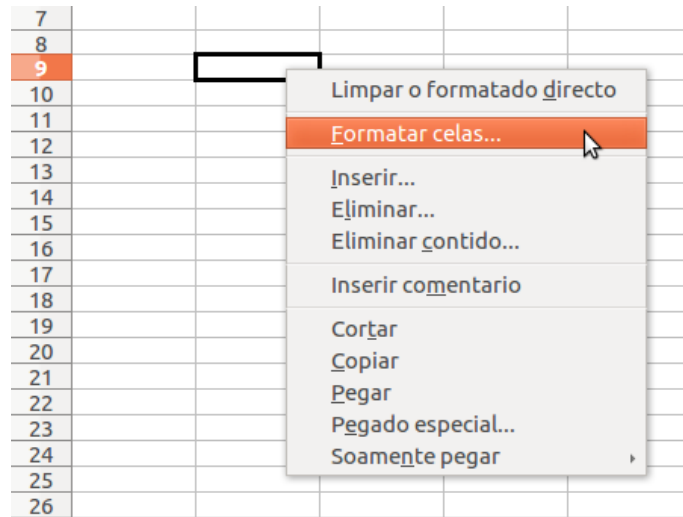 7
8
9
10
11
12
13
14
15
16
17
18
19
20
21
22
23
24
25
26
Limpar o formatado directo
Formatar celas...
Inserir...
Eliminar...
Eliminar contido...
Inserir comentario
Cortar
Copiar
Pegar
Pegado especial...
Soamente pegar